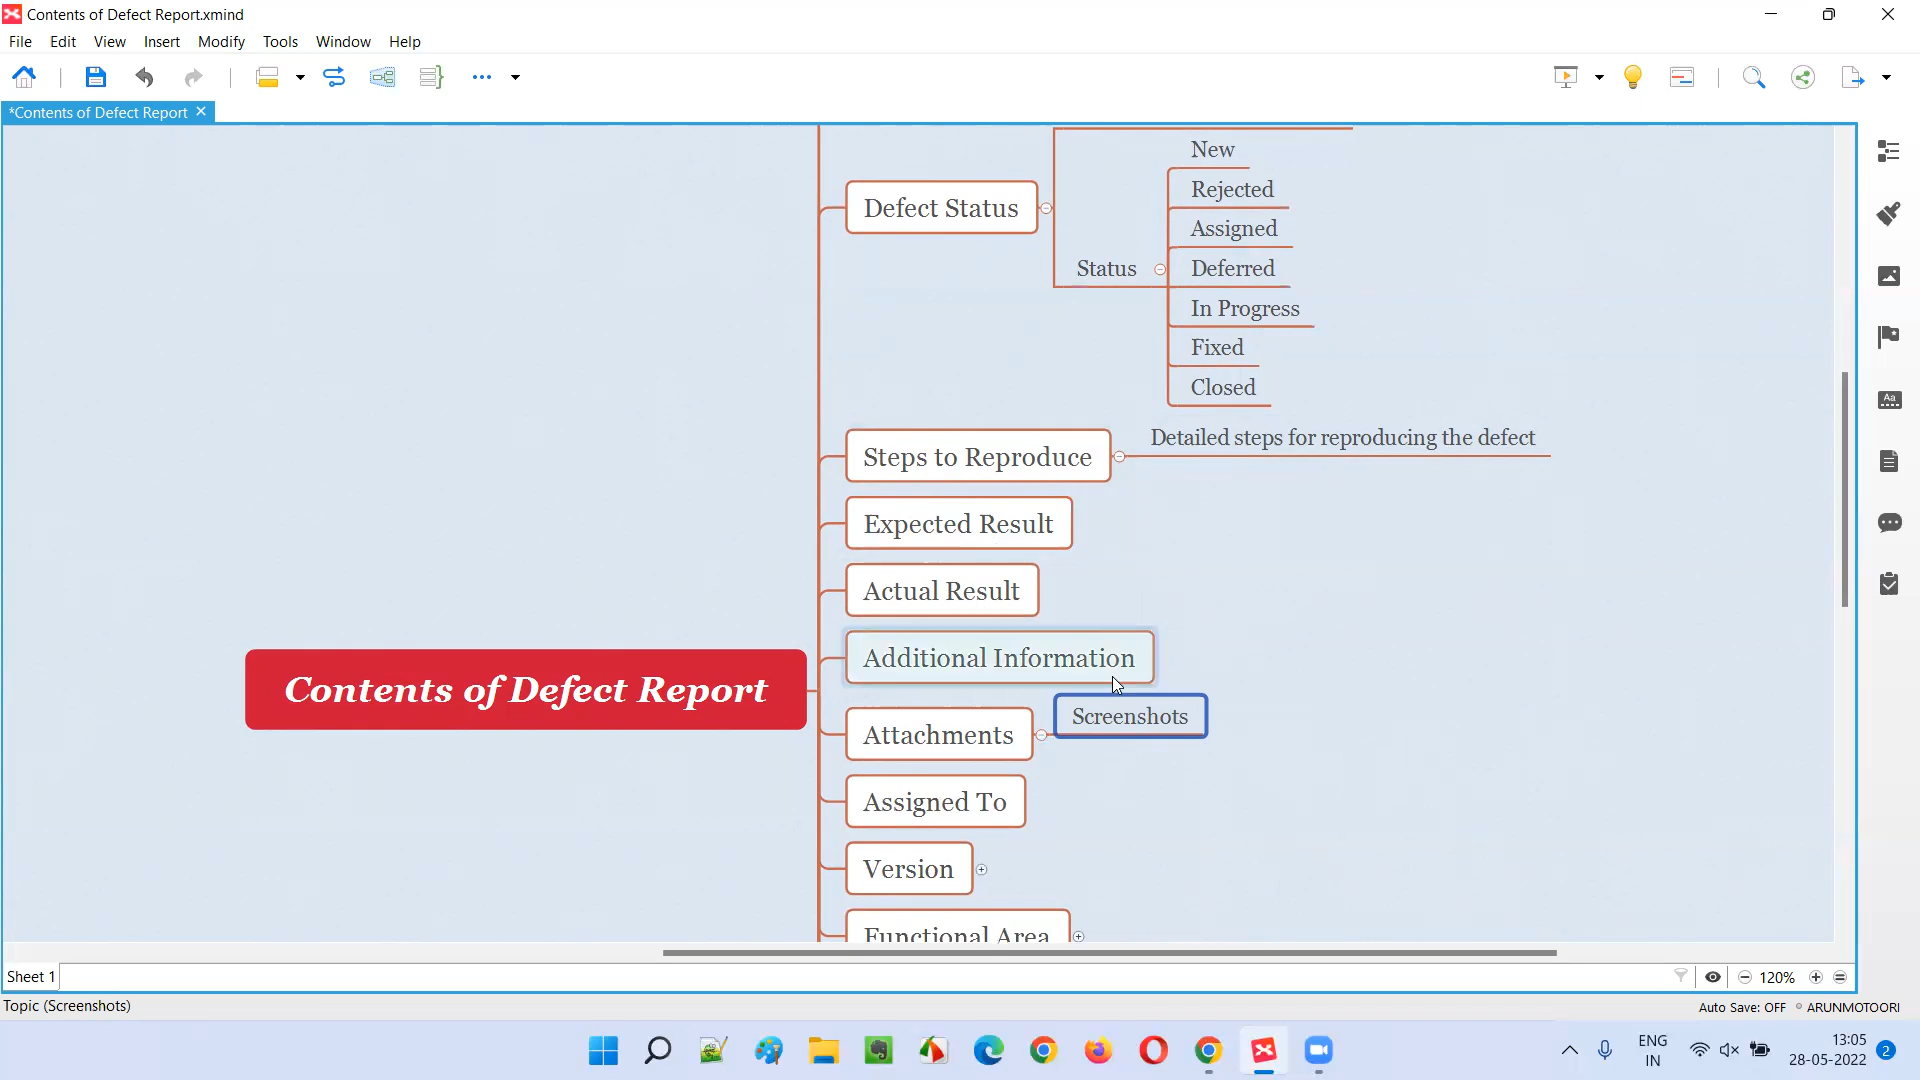 Contents of Defect Report.xmind
File Edit View Insert Modify Tools Window Help
*Contents of Defect Report
New
Rejected
Defect Status
Assigned
Status
Deferred
In Progress
Fixed
Closed
Detailed steps for reproducing the defect
Steps to Reproduce
Expected Result
Actual Result
Additional Information
Contents of Defect Report
Screenshots
Attachments
Assigned To
Version
Functional Area
Sheet 1
120%
Topic (Screenshots)
Auto Save: OFF ARUNMOTOORI
ENG
IN
13:05
28-05-2022
2
Aa